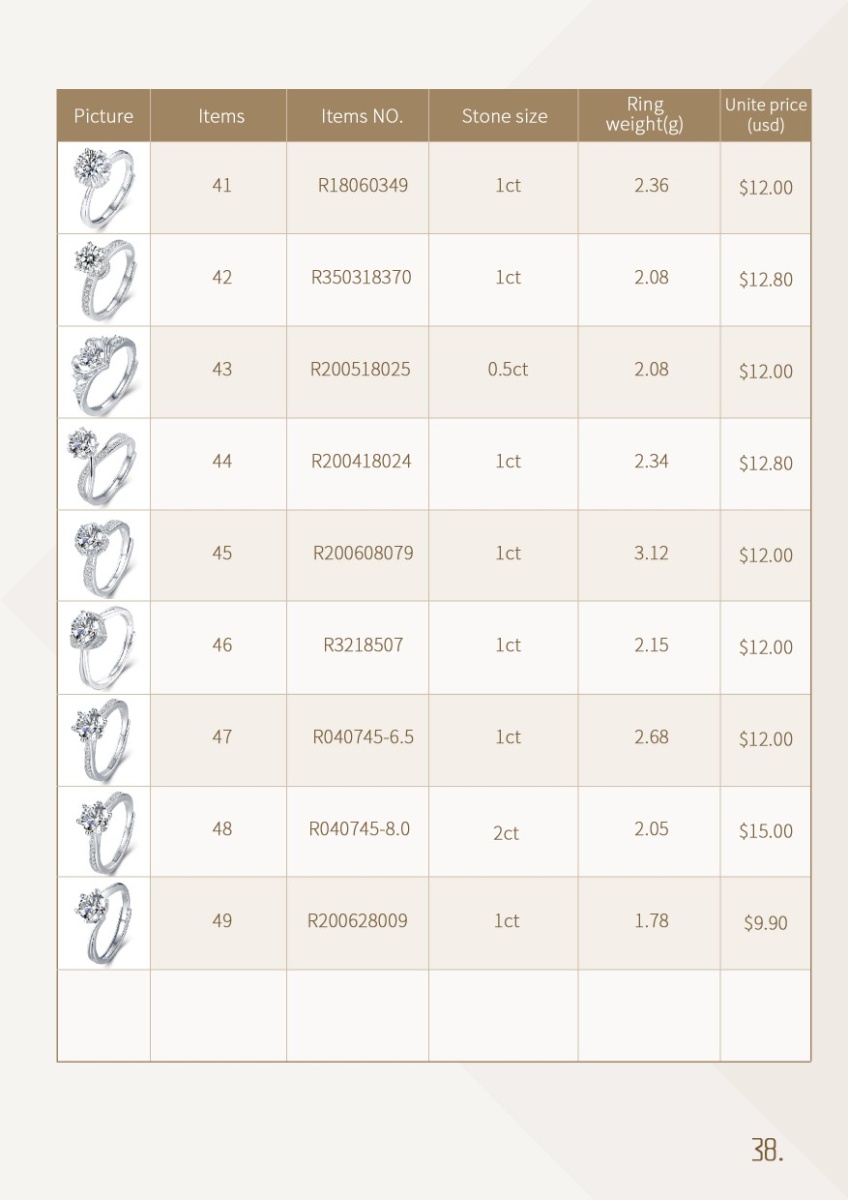 Picture Items Items NO. Stone size Ring weight(g) Unite price (usd)
41 R18060349 1ct 2.36 $12.00
42 R350318370 1ct 2.08 $12.80
43 R200518025 0.5ct 2.08 $12.00
44 R200418024 1ct 2.34 $12.80
45 R200608079 1ct 3.12 $12.00
46 R3218507 1ct 2.15 $12.00
47 R040745-6.5 1ct 2.68 $12.00
48 R040745-8.0 2ct 2.05 $15.00
49 R200628009 1ct 1.78 $9.90
38.